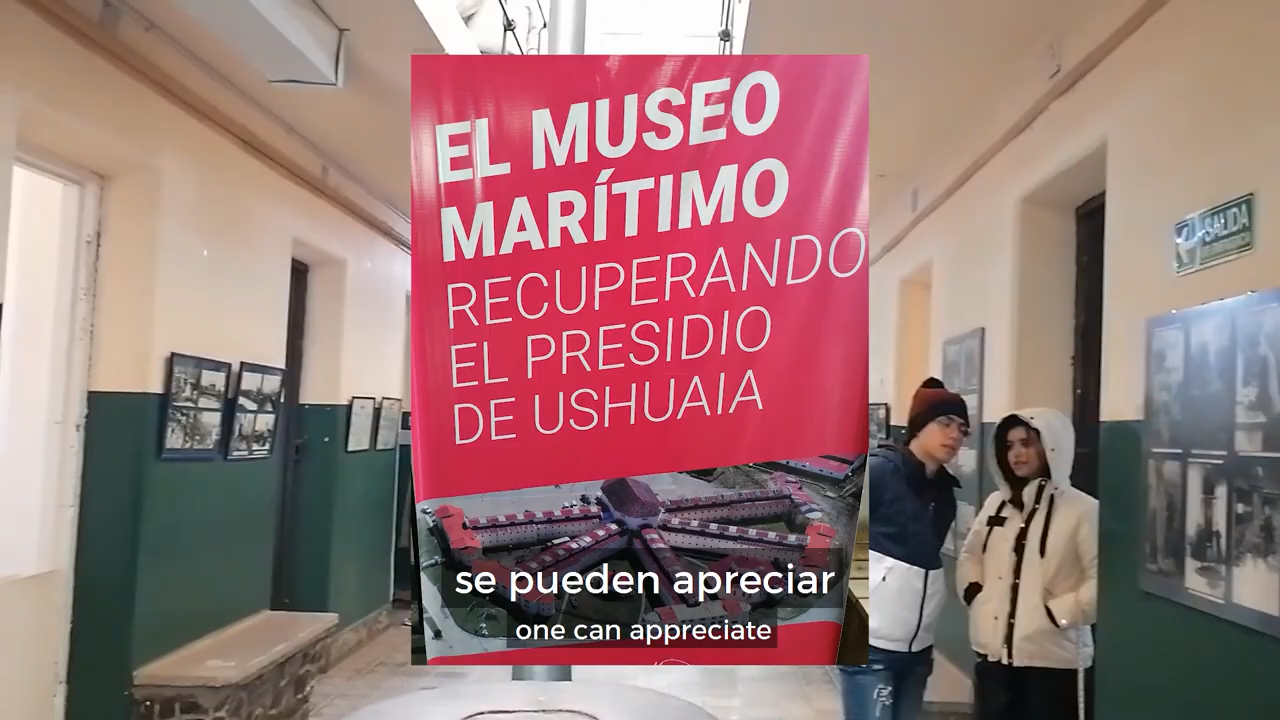 EL MUSEO
MARÍTIMO
RECUPERANDO
EL PRESIDIO
DE USHUAIA
SALIDA
se pueden apreciar
one can appreciate